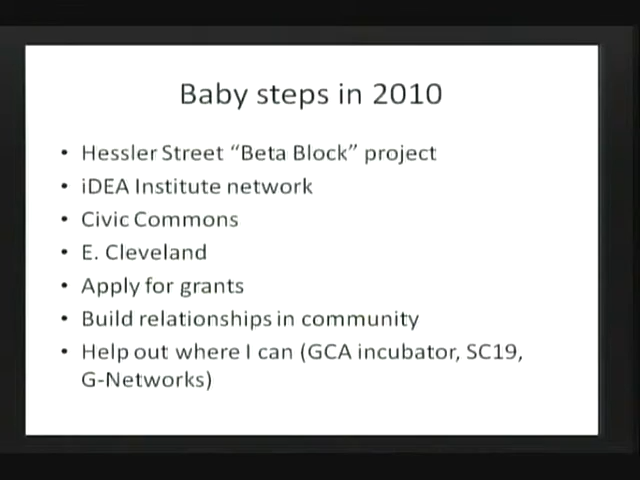 Baby steps in 2010
• Hessler Street “Beta Block” project
• iDEA Institute network
• Civic Commons
• E. Cleveland
• Apply for grants
• Build relationships in community
• Help out where I can (GCA incubator, SC19,
G-Networks)